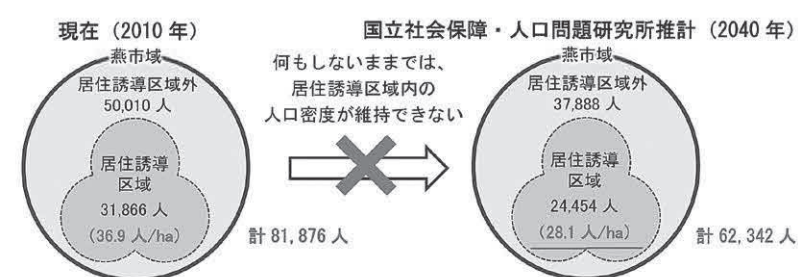 現在（2010 年）
燕市域
居住誘導区域外
50,010 人
居住誘導
区域
31,866 人
（36.9 人/ha）
計 81,876 人
何もしないままでは、
居住誘導区域内の
人口密度が維持できない
国立社会保障・人口問題研究所推計（2040 年）
燕市域
居住誘導区域外
37,888 人
居住誘導
区域
24,454 人
（28.1 人/ha）
計 62,342 人